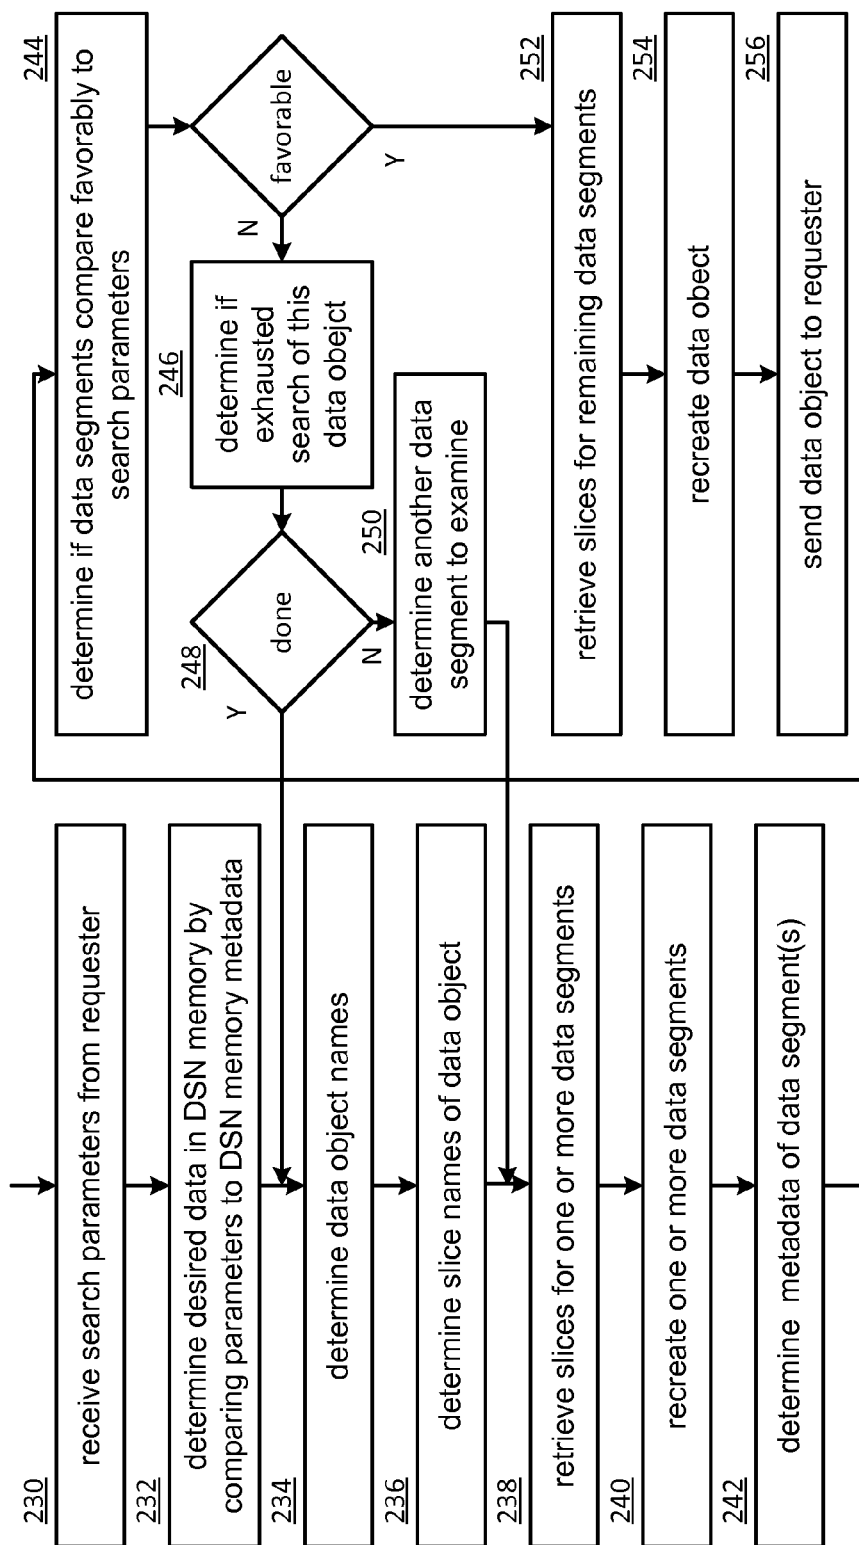 230
receive search parameters from requester
232
determine desired data in DSN memory by
comparing parameters to DSN memory metadata
234
determine data object names
236
determine slice names of data object
238
retrieve slices for one or more data segments
240
recreate one or more data segments
242
determine metadata of data segment(s)
244
determine if data segments compare favorably to
search parameters
favorable
N
Y
246
determine if
exhausted
search of this
data obejct
248
done
Y
N
250
determine another data
segment to examine
252
retrieve slices for remaining data segments
254
recreate data obect
256
send data object to requester